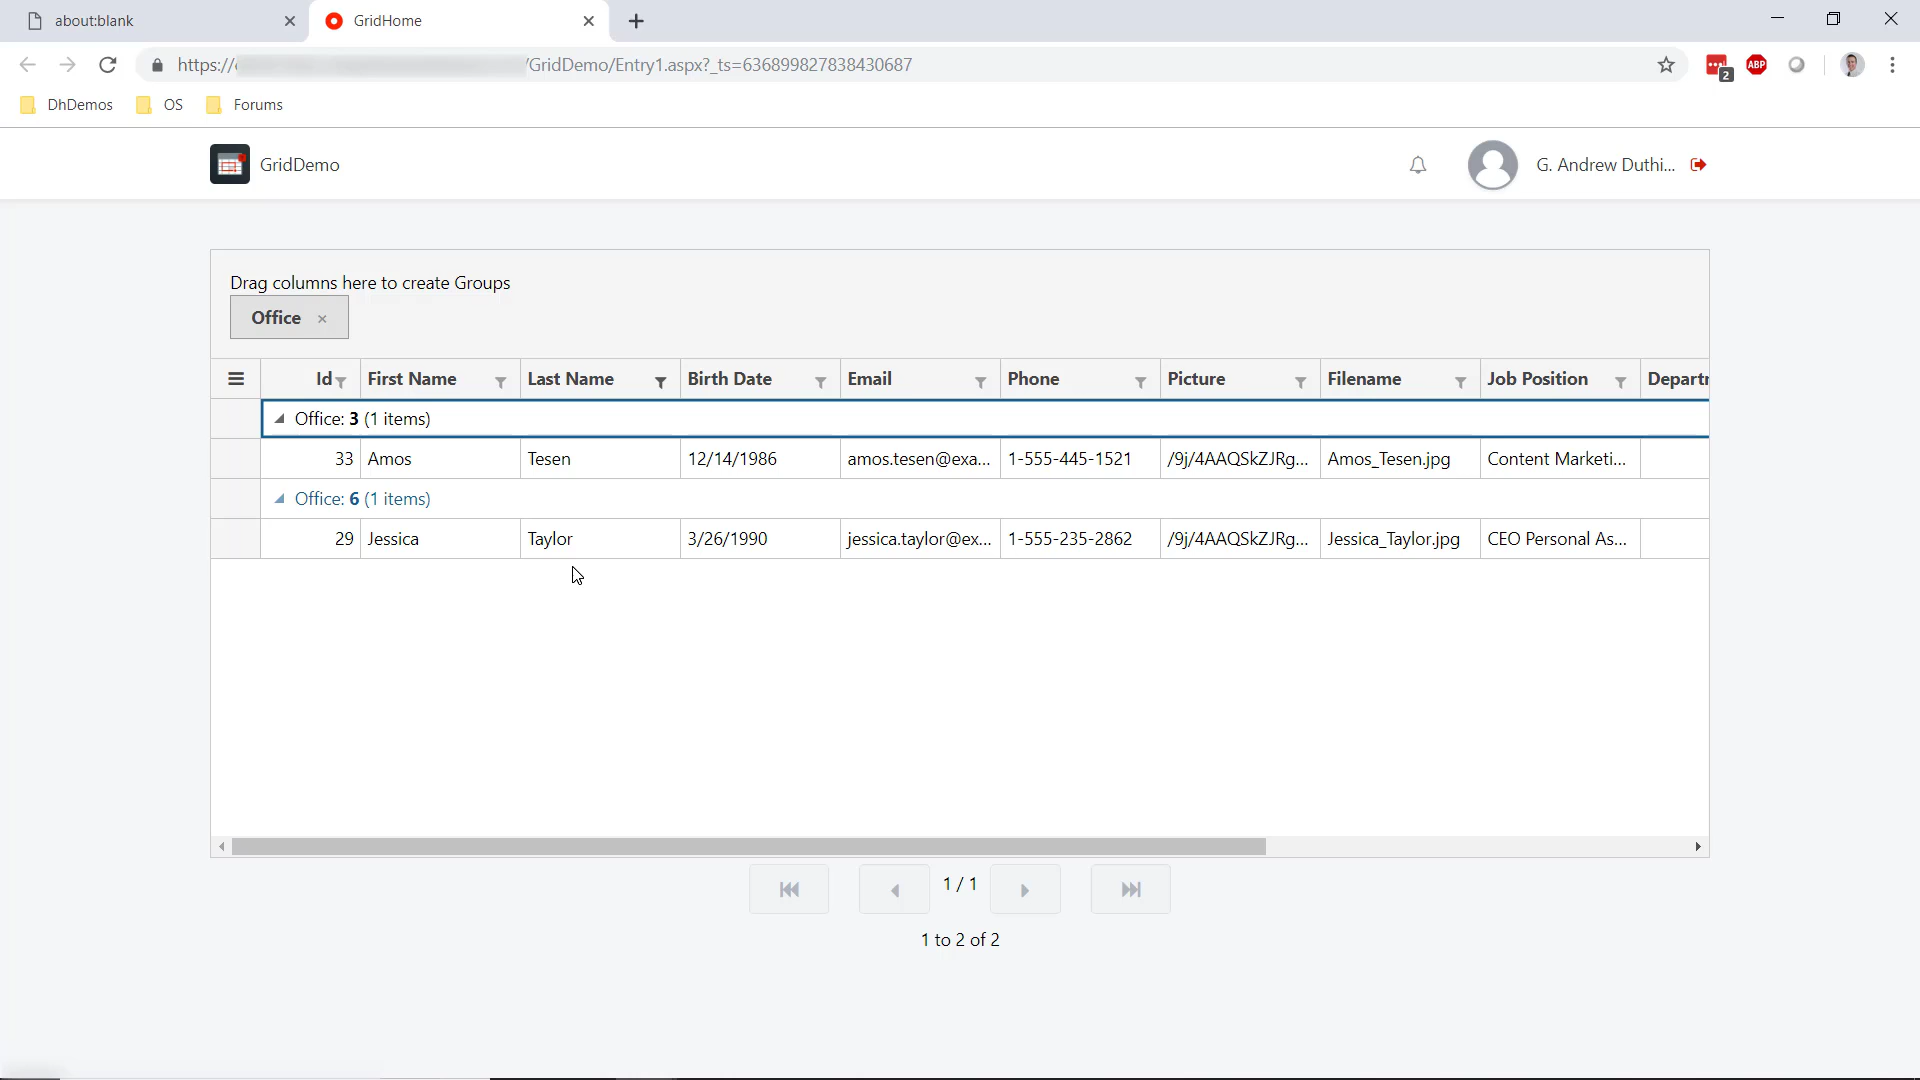 about:blank
GridHome
https:// /GridDemo/Entry1.aspx?_ts=636899827838430687
2
ABP
DhDemos OS Forums
GridDemo
G. Andrew Duthi...
Drag columns here to create Groups
Office ×
Id First Name Last Name Birth Date Email Phone Picture Filename Job Position Departr
Office: 3 (1 items)
33 Amos Tesen 12/14/1986 amos.tesen@exa... 1-555-445-1521 /9j/4AAQSkZJRg... Amos_Tesen.jpg Content Marketi...
Office: 6 (1 items)
29 Jessica Taylor 3/26/1990 jessica.taylor@ex... 1-555-235-2862 /9j/4AAQSkZJRg... Jessica_Taylor.jpg CEO Personal As...
1 / 1
1 to 2 of 2